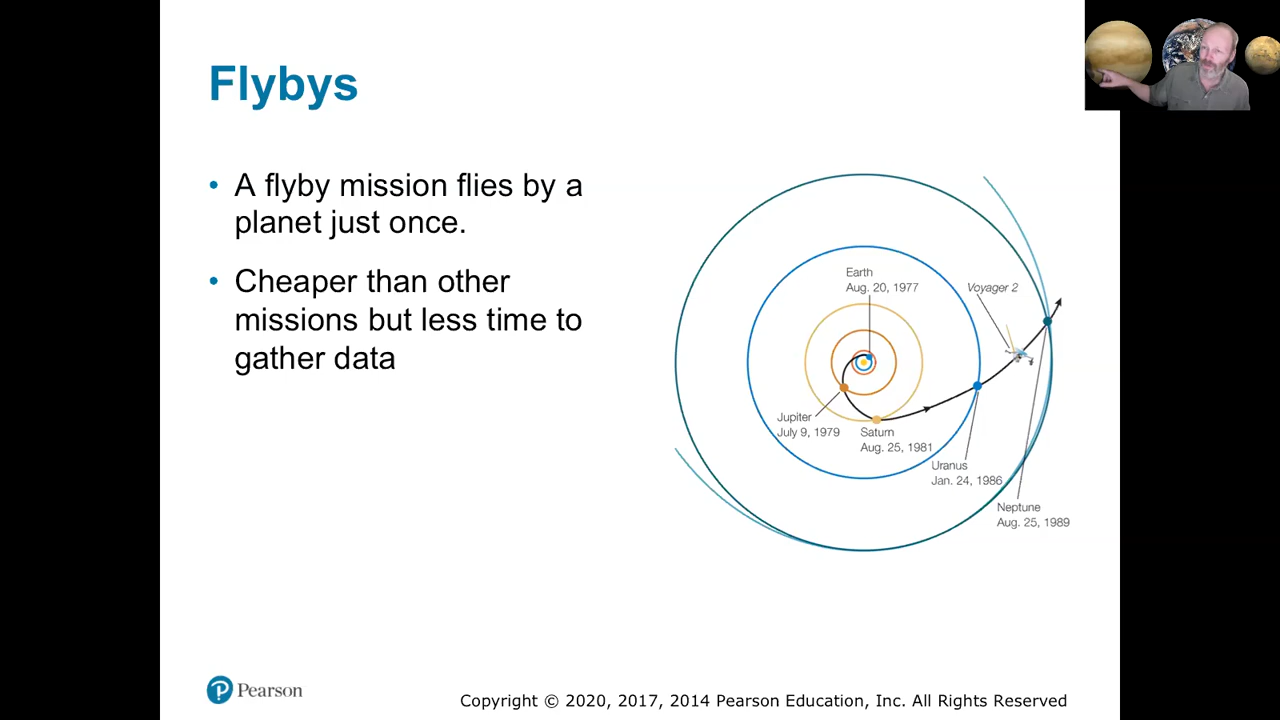 Flybys
• A flyby mission flies by a
planet just once.
• Cheaper than other
missions but less time to
gather data
Earth
Aug. 20, 1977
Voyager 2
Jupiter
July 9, 1979
Saturn
Aug. 25, 1981
Uranus
Jan. 24, 1986
Neptune
Aug. 25, 1989
Pearson
Copyright © 2020, 2017, 2014 Pearson Education, Inc. All Rights Reserved